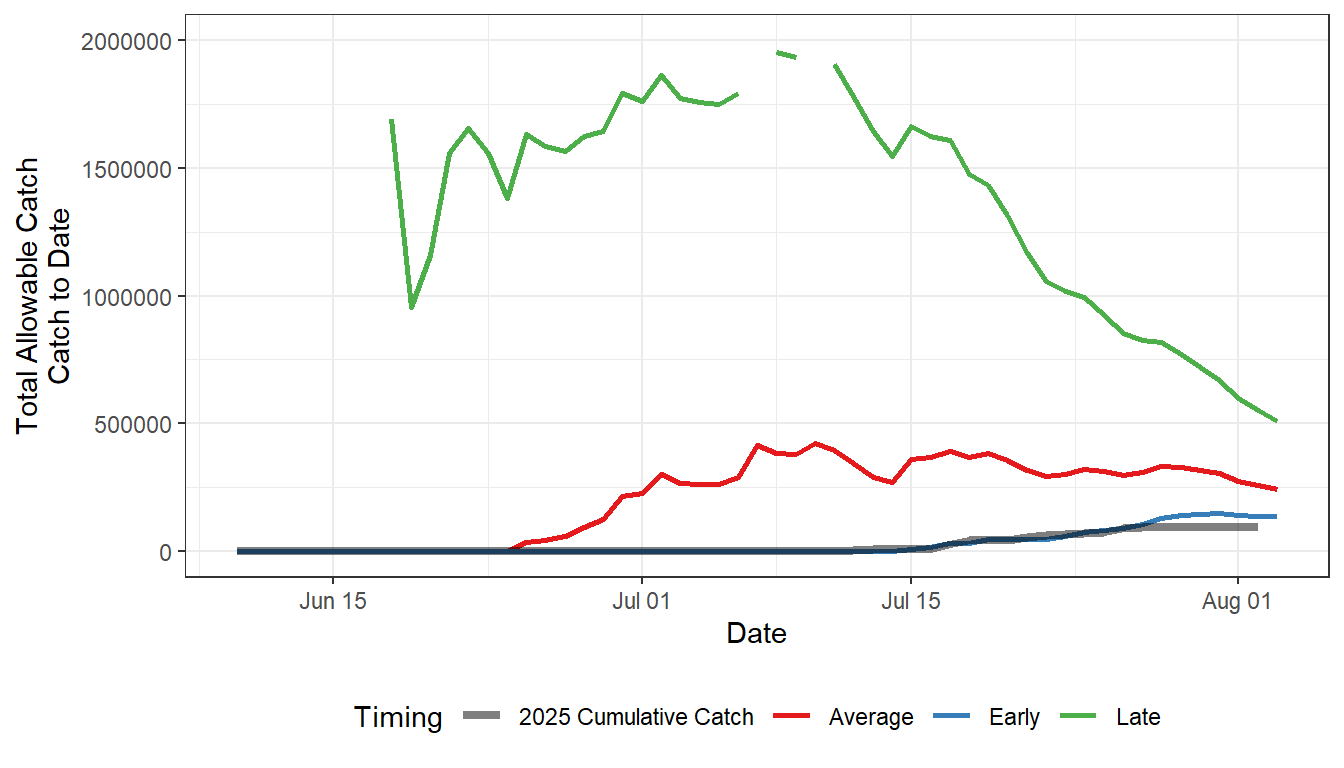 Total Allowable Catch
Catch to Date
2000000
1500000
1000000
500000
0
Jun 15
Jul 01
Jul 15
Aug 01
Date
Timing
2025 Cumulative Catch
Average
Early
Late